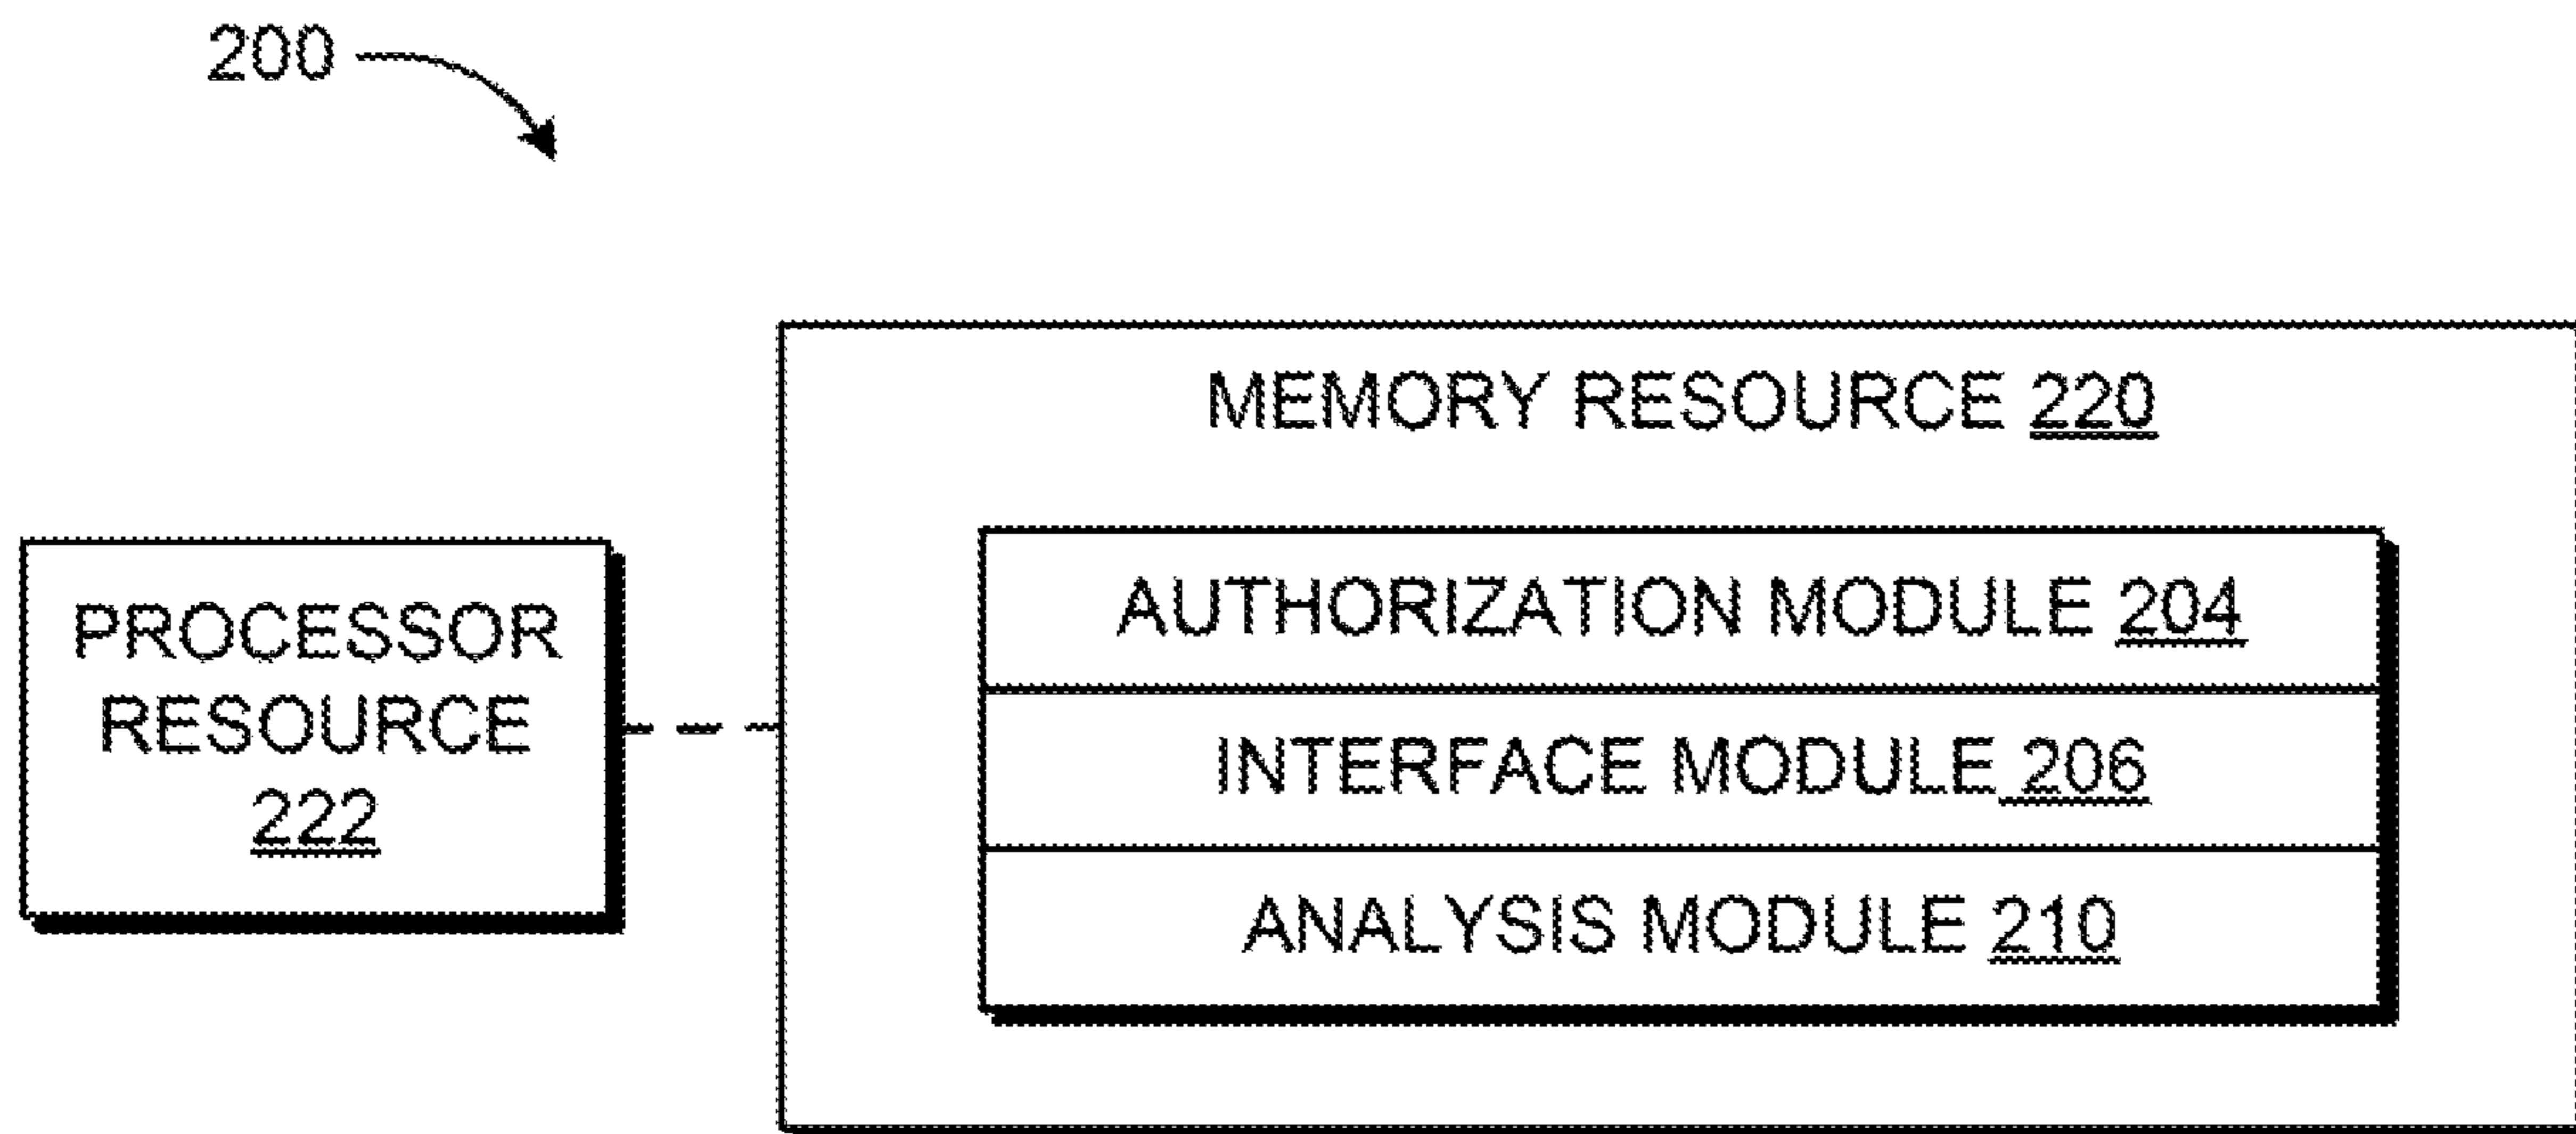 200
MEMORY RESOURCE 220
PROCESSOR
RESOURCE
222
AUTHORIZATION MODULE 204
INTERFACE MODULE 206
ANALYSIS MODULE 210